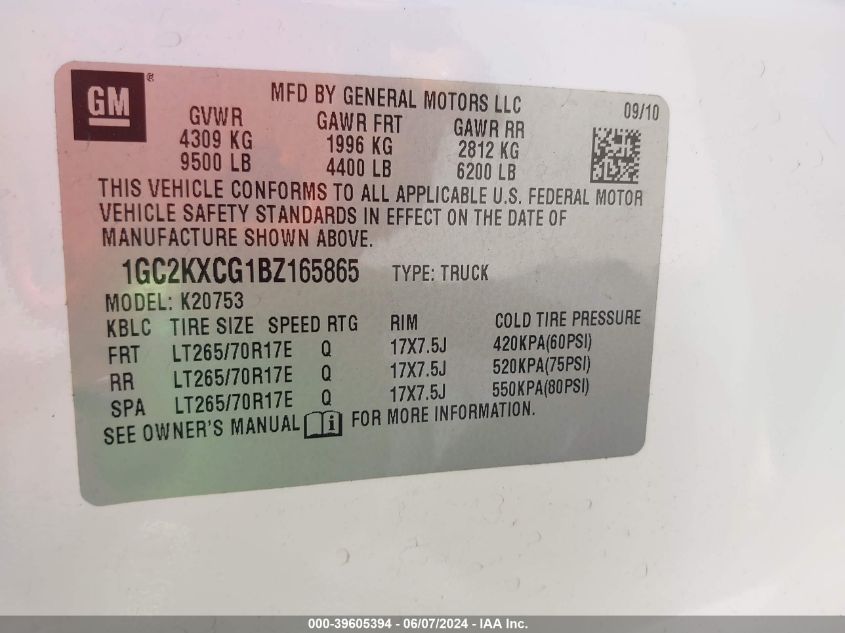 GM ®
MFD BY GENERAL MOTORS LLC
09/10
GVWR GAWR FRT GAWR RR
4309 KG 1996 KG 2812 KG
9500 LB 4400 LB 6200 LB
THIS VEHICLE CONFORMS TO ALL APPLICABLE U.S. FEDERAL MOTOR
VEHICLE SAFETY STANDARDS IN EFFECT ON THE DATE OF
MANUFACTURE SHOWN ABOVE.
1GC2KXCG1BZ165865 TYPE: TRUCK
MODEL: K20753
KBLC TIRE SIZE SPEED RTG RIM COLD TIRE PRESSURE
FRT LT265/70R17E Q 17X7.5J 420KPA(60PSI)
RR LT265/70R17E Q 17X7.5J 520KPA(75PSI)
SPA LT265/70R17E Q 17X7.5J 550KPA(80PSI)
SEE OWNER'S MANUAL i FOR MORE INFORMATION.
000-39605394 - 06/07/2024 - IAA Inc.